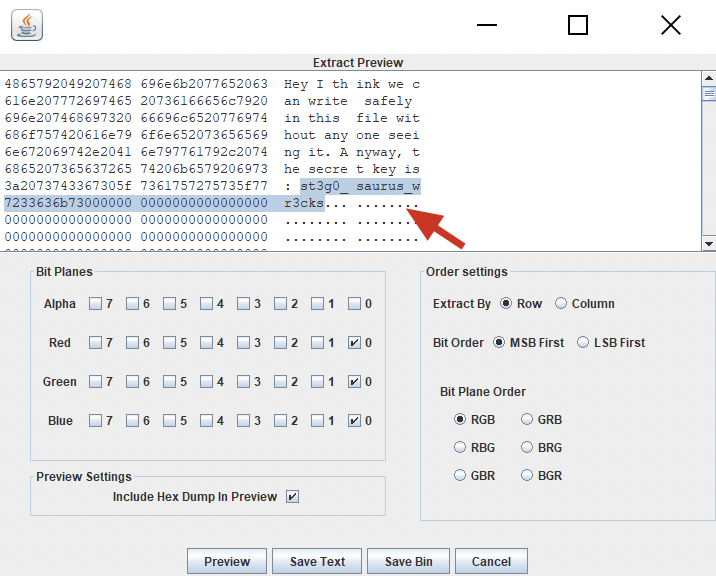 Extract Preview
4865792049207468 696e6b2077652063 Hey I th ink we c
616e207772697465 20736166656c7920 an write  safely 
696e207468697320 66696c6520776974 in this  file wit
686f757420616e79 6f6e652073656569 hout any one seei
6e672069742e2041 6e797761792c2074 ng it. A nyway, t
6865207365637265 74206b6579206973 he secre t key is
3a2073743367305f 7361757275735f77 : st3g0_ saurus_w
7233636b73000000 0000000000000000 r3cks... ........
0000000000000000 0000000000000000 ........ ........
0000000000000000 0000000000000000 ........ ........
Bit Planes
Alpha 7 6 5 4 3 2 1 0
Red 7 6 5 4 3 2 1 0
Green 7 6 5 4 3 2 1 0
Blue 7 6 5 4 3 2 1 0
Preview Settings
Include Hex Dump In Preview
Order settings
Extract By Row Column
Bit Order MSB First LSB First
Bit Plane Order
RGB GRB
RBG BRG
GBR BGR
Preview Save Text Save Bin Cancel